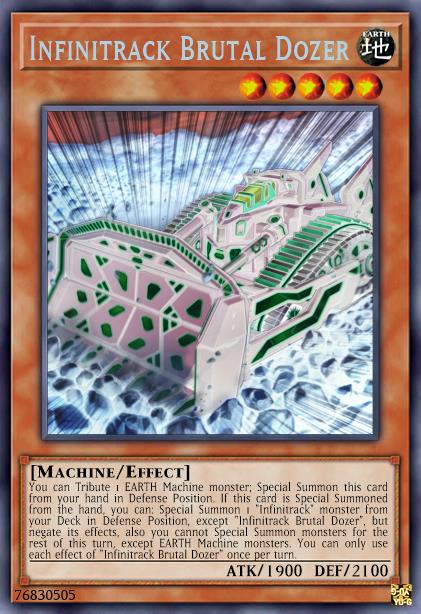 INFINITRACK BRUTAL DOZER
EARTH
地
[MACHINE/EFFECT]
You can Tribute 1 EARTH Machine monster; Special Summon this card
from your hand in Defense Position. If this card is Special Summoned
from the hand, you can: Special Summon 1 "Infinitrack" monster from
your Deck in Defense Position, except "Infinitrack Brutal Dozer", but
negate its effects, also you cannot Special Summon monsters for the
rest of this turn, except EARTH Machine monsters. You can only use
each effect of "Infinitrack Brutal Dozer" once per turn.
ATK/1900 DEF/2100
76830505